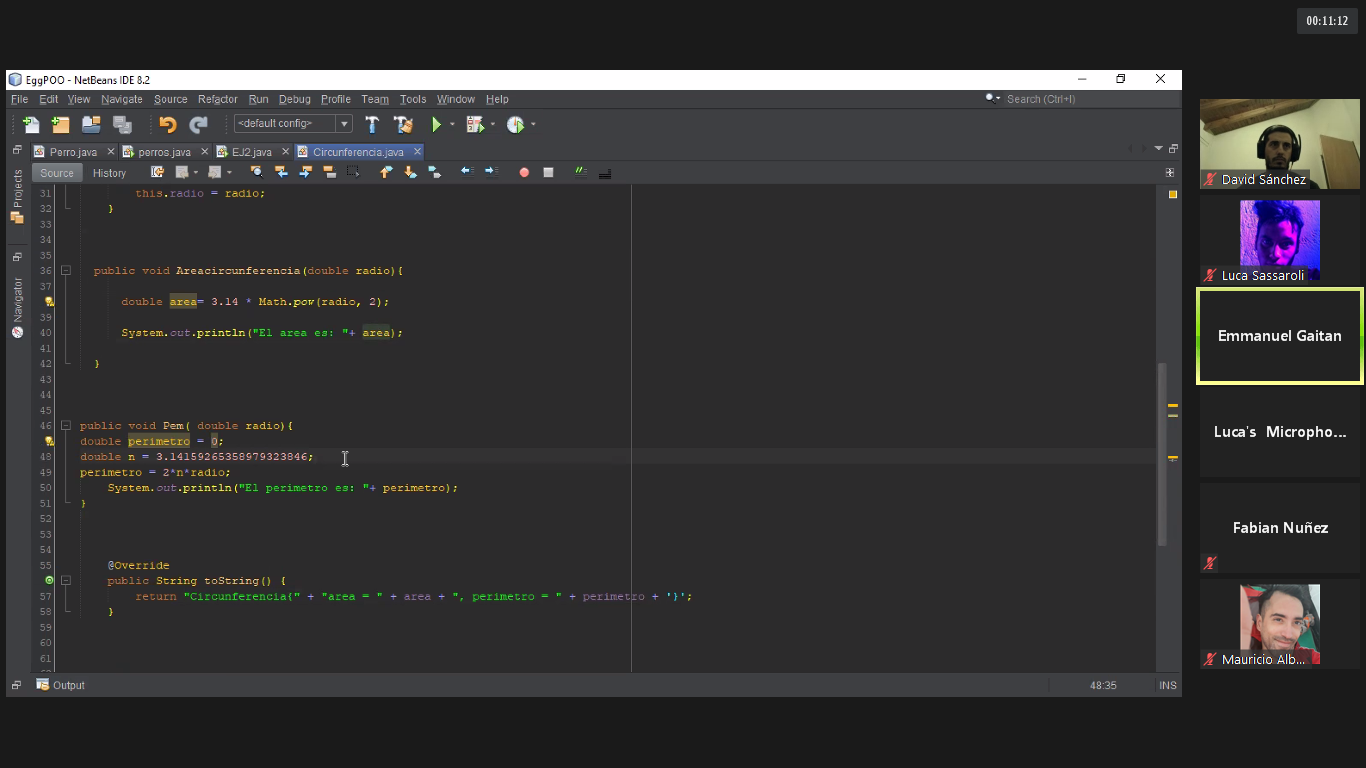 00:11:12
EggPOO - NetBeans IDE 8.2
File Edit View Navigate Source Refactor Run Debug Profile Team Tools Window Help
Search (Ctrl+I)
<default config>
Perro.java perros.java EJ2.java Circunferencia.java
Source History
Projects
Navigator
31 this.radio = radio;
32 }
33
34
35
36 public void Areacircunferencia(double radio){
37
double area= 3.14 * Math.pow(radio, 2);
39
40 System.out.println("El area es: "+ area);
41
42 }
43
44
45
46 public void Pem( double radio){
double perimetro = 0;
48 double n = 3.14159265358979323846;
49 perimetro = 2*n*radio;
50 System.out.println("El perimetro es: "+ perimetro);
51 }
52
53
54
55 @Override
public String toString() {
57 return "Circunferencia{" + "area = " + area + ", perimetro = " + perimetro + '}';
58 }
59
60
61
Output
48:35 INS
David Sánchez
Luca Sassaroli
Emmanuel Gaitan
Luca's Micropho...
Fabian Nuñez
Mauricio Alb...